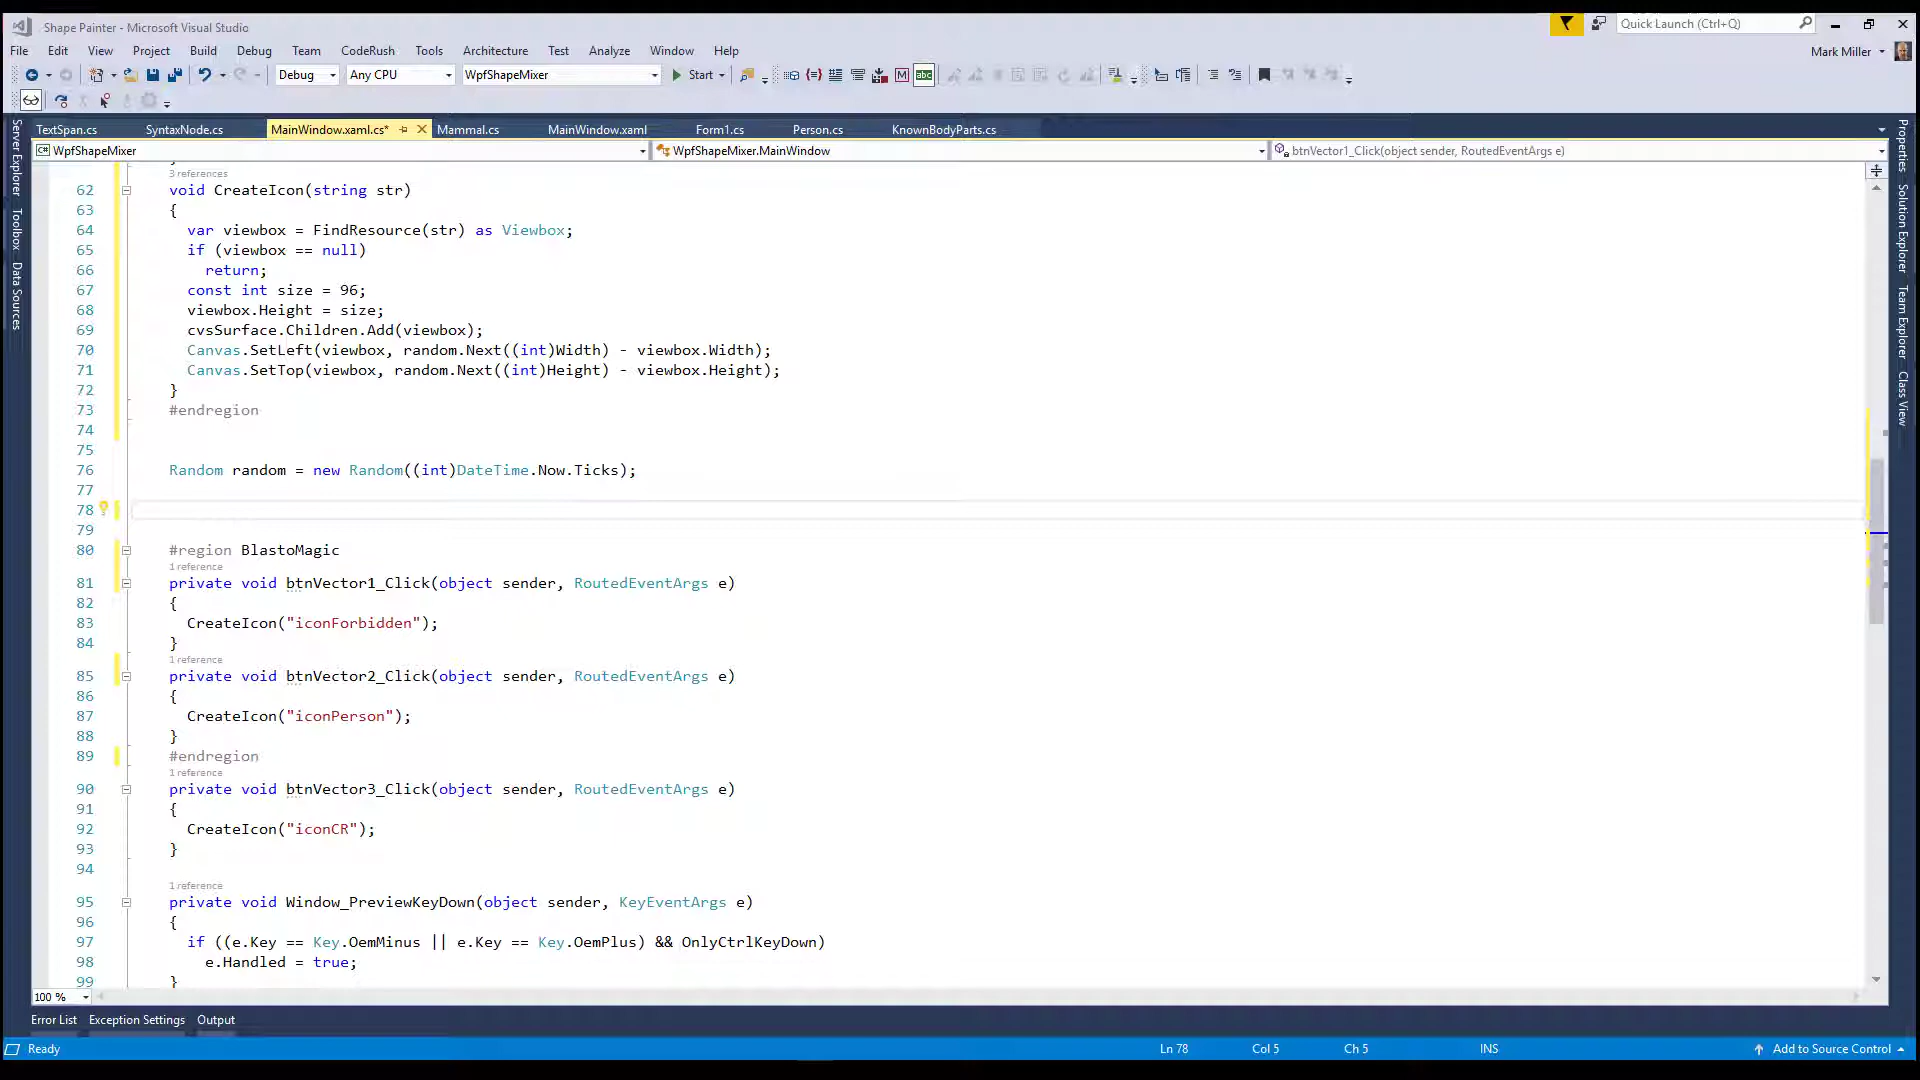 Shape Painter - Microsoft Visual Studio
Quick Launch (Ctrl+Q)
File Edit View Project Build Debug Team CodeRush Tools Architecture Test Analyze Window Help
Mark Miller
Debug Any CPU WpfShapeMixer Start
TextSpan.cs SyntaxNode.cs MainWindow.xaml.cs* Mammal.cs MainWindow.xaml Form1.cs Person.cs KnownBodyParts.cs
WpfShapeMixer WpfShapeMixer.MainWindow btnVector1_Click(object sender, RoutedEventArgs e)
Server Explorer
Toolbox
Data Sources
Properties
Solution Explorer
Team Explorer
Class View
3 references
62 void CreateIcon(string str)
63 {
64 var viewbox = FindResource(str) as Viewbox;
65 if (viewbox == null)
66 return;
67 const int size = 96;
68 viewbox.Height = size;
69 cvsSurface.Children.Add(viewbox);
70 Canvas.SetLeft(viewbox, random.Next((int)Width) - viewbox.Width);
71 Canvas.SetTop(viewbox, random.Next((int)Height) - viewbox.Height);
72 }
73 #endregion
74
75
76 Random random = new Random((int)DateTime.Now.Ticks);
77
78
79
80 #region BlastoMagic
1 reference
81 private void btnVector1_Click(object sender, RoutedEventArgs e)
82 {
83 CreateIcon("iconForbidden");
84 }
1 reference
85 private void btnVector2_Click(object sender, RoutedEventArgs e)
86 {
87 CreateIcon("iconPerson");
88 }
89 #endregion
1 reference
90 private void btnVector3_Click(object sender, RoutedEventArgs e)
91 {
92 CreateIcon("iconCR");
93 }
94
1 reference
95 private void Window_PreviewKeyDown(object sender, KeyEventArgs e)
96 {
97 if ((e.Key == Key.OemMinus || e.Key == Key.OemPlus) && OnlyCtrlKeyDown)
98 e.Handled = true;
99 }
100 %
Error List Exception Settings Output
Ready Ln 78 Col 5 Ch 5 INS Add to Source Control